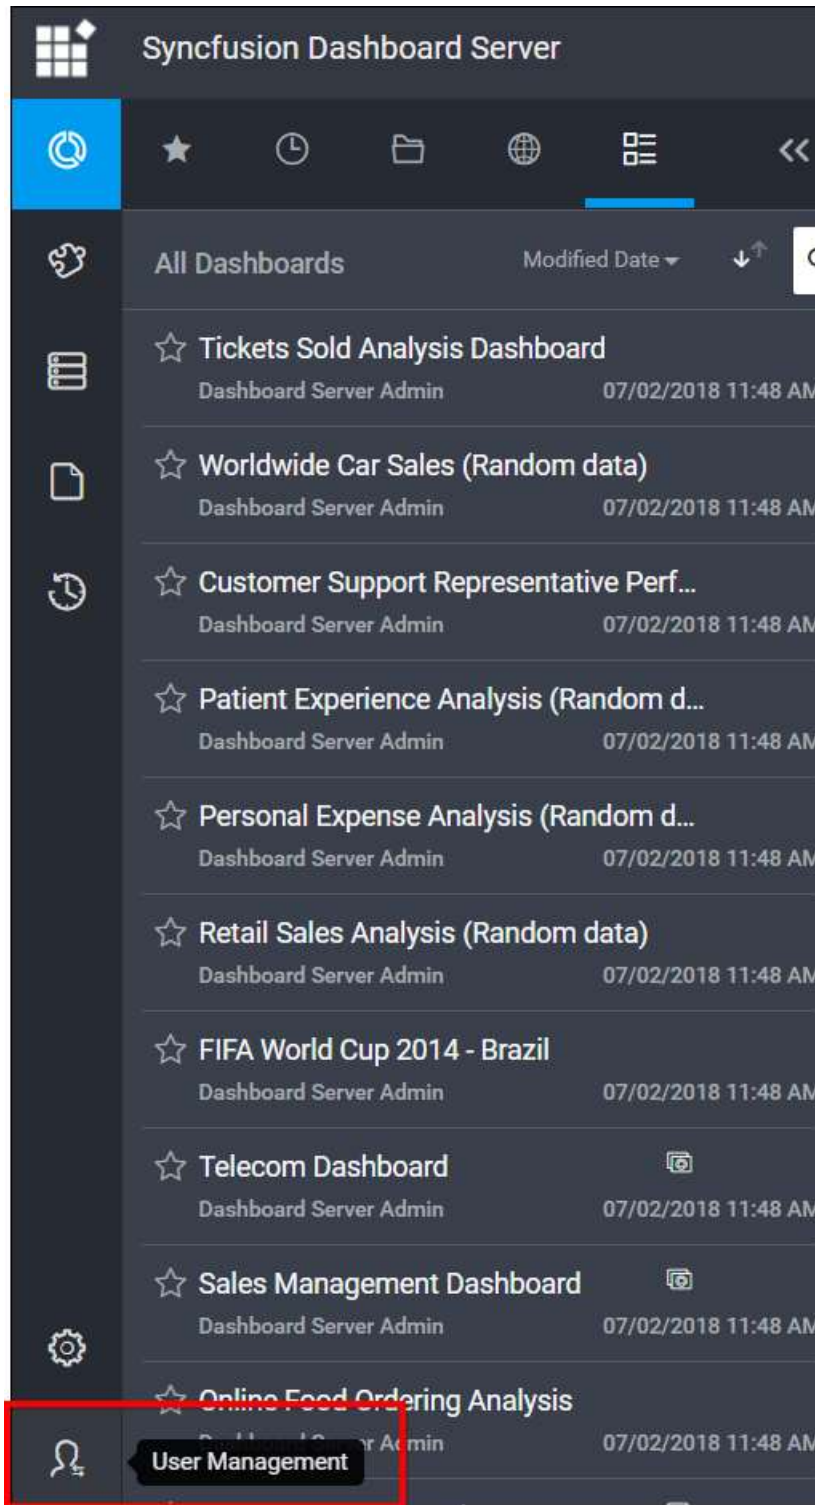 Syncfusion Dashboard Server
All Dashboards Modified Date
Tickets Sold Analysis Dashboard
Dashboard Server Admin 07/02/2018 11:48 AM
Worldwide Car Sales (Random data)
Dashboard Server Admin 07/02/2018 11:48 AM
Customer Support Representative Perf...
Dashboard Server Admin 07/02/2018 11:48 AM
Patient Experience Analysis (Random d...
Dashboard Server Admin 07/02/2018 11:48 AM
Personal Expense Analysis (Random d...
Dashboard Server Admin 07/02/2018 11:48 AM
Retail Sales Analysis (Random data)
Dashboard Server Admin 07/02/2018 11:48 AM
FIFA World Cup 2014 - Brazil
Dashboard Server Admin 07/02/2018 11:48 AM
Telecom Dashboard
Dashboard Server Admin 07/02/2018 11:48 AM
Sales Management Dashboard
Dashboard Server Admin 07/02/2018 11:48 AM
Online Food Ordering Analysis
Dashboard Server Admin 07/02/2018 11:48 AM
User Management